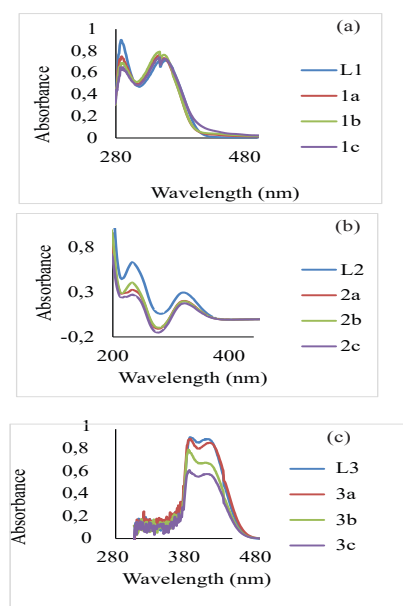 (a)
1
0,8
0,6
0,4
0,2
0
Absorbance
280 480
Wavelength (nm)
L1
1a
1b
1c
(b)
0,8
0,3
-0,2
Absorbance
200 400
Wavelength (nm)
L2
2a
2b
2c
(c)
1
0,8
0,6
0,4
0,2
0
Absorbance
280 380 480
Wavelength (nm)
L3
3a
3b
3c